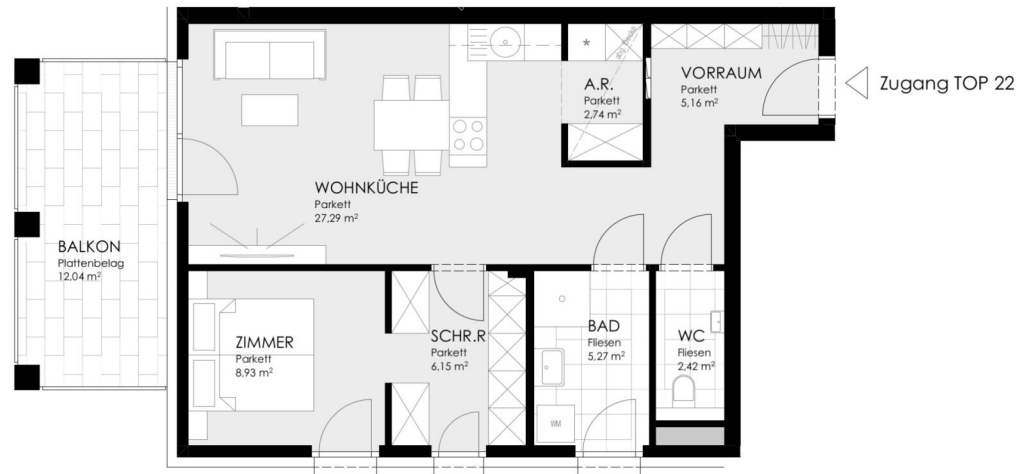 VORRAUM
Parkett
5,16 m²
Zugang TOP 22
A.R.
Parkett
2,74 m²
*
abg. Decke
WOHNKÜCHE
Parkett
27,29 m²
BALKON
Plattenbelag
12,04 m²
ZIMMER
Parkett
8,93 m²
SCHR.R
Parkett
6,15 m²
BAD
Fliesen
5,27 m²
WC
Fliesen
2,42 m²
WM